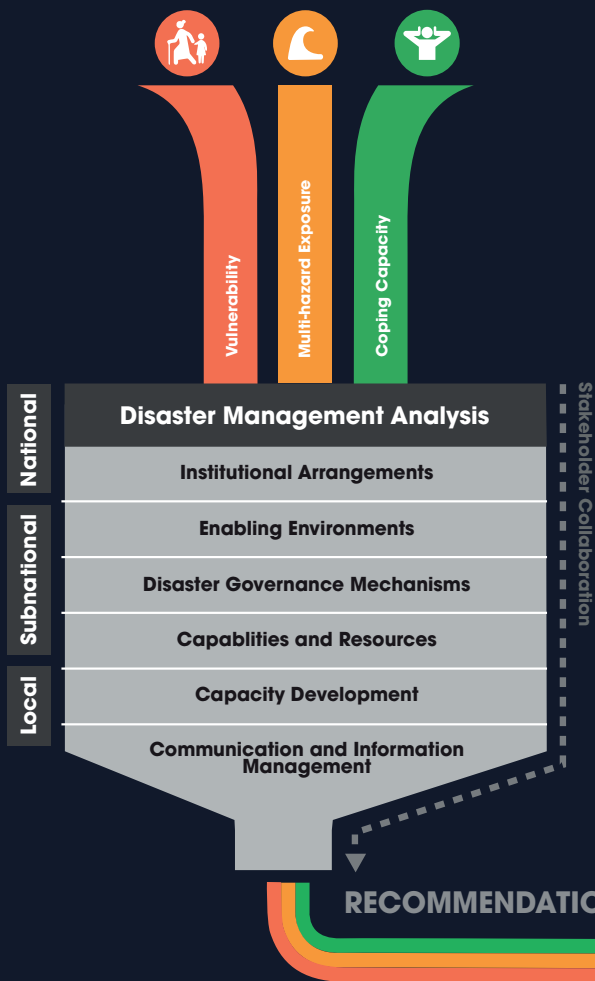 Vulnerability
Multi-hazard Exposure
Coping Capacity
National
Subnational
Local
Disaster Management Analysis
Institutional Arrangements
Enabling Environments
Disaster Governance Mechanisms
Capablities and Resources
Capacity Development
Communication and Information
Management
Stakeholder Collaboration
RECOMMENDATIO